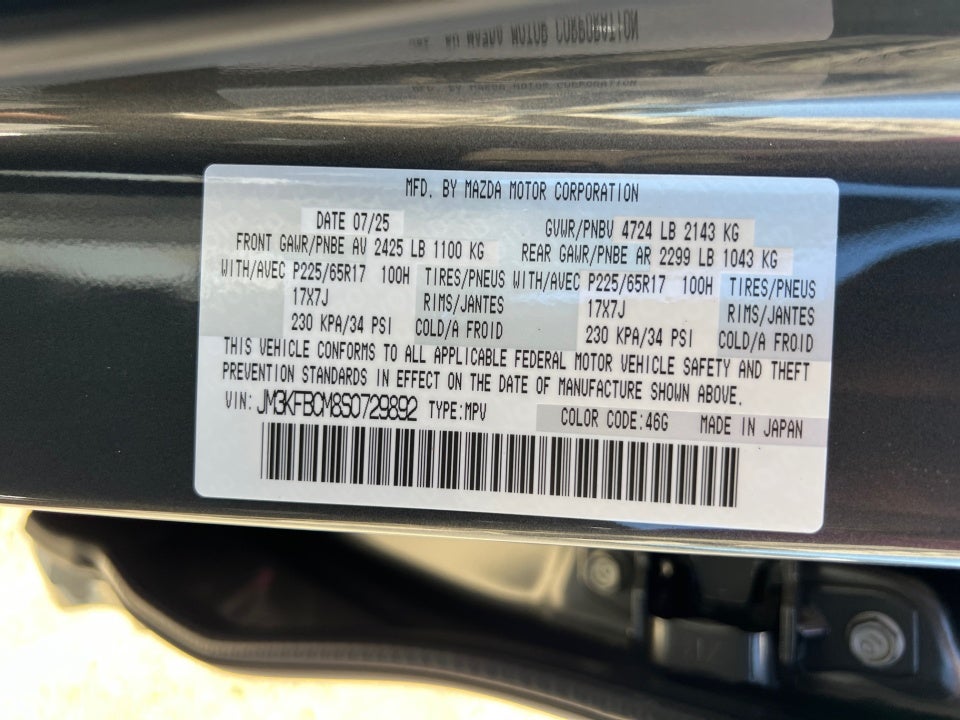 MFD. BY MAZDA MOTOR CORPORATION
DATE 07/25 GVWR/PNBV 4724 LB 2143 KG
FRONT GAWR/PNBE AV 2425 LB 1100 KG REAR GAWR/PNBE AR 2299 LB 1043 KG
WITH/AVEC P225/65R17 100H TIRES/PNEUS WITH/AVEC P225/65R17 100H TIRES/PNEUS
17X7J RIMS/JANTES 17X7J RIMS/JANTES
230 KPA/34 PSI COLD/A FROID 230 KPA/34 PSI COLD/A FROID
THIS VEHICLE CONFORMS TO ALL APPLICABLE FEDERAL MOTOR VEHICLE SAFETY AND THEFT
PREVENTION STANDARDS IN EFFECT ON THE DATE OF MANUFACTURE SHOWN ABOVE.
VIN: JM3KFBCM8S0729892 TYPE:MPV COLOR CODE:46G MADE IN JAPAN